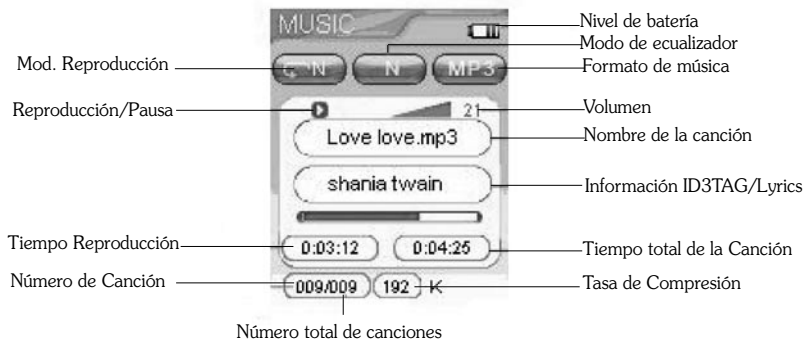 MUSIC
Nivel de batería
Modo de ecualizador
Mod. Reproducción
N
N
MP3
Formato de música
Reproducción/Pausa
21
Volumen
Love love.mp3
Nombre de la canción
shania twain
Información ID3TAG/Lyrics
Tiempo Reproducción
0:03:12
0:04:25
Tiempo total de la Canción
Número de Canción
009/009
192
K
Tasa de Compresión
Número total de canciones